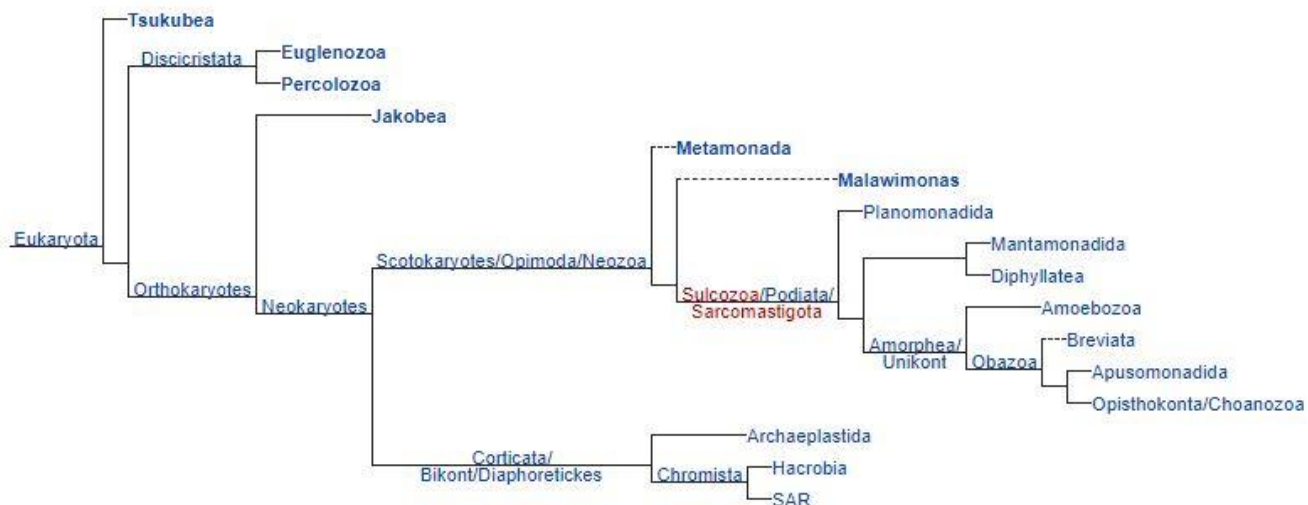 Tsukubea
Discicristata
Euglenozoa
Percolozoa
Jakobea
Metamonada
Malawimonas
Planomonadida
Eukaryota
Mantamonadida
Scotokaryotes/Opimoda/Neozoa
Diphyllatea
Orthokaryotes
Neokaryotes
Sulcozoa/Podiata/
Sarcomastigota
Amoebozoa
Breviata
Amorphea/
Unikont
Obazoa
Apusomonadida
Opisthokonta/Choanozoa
Archaeplastida
Corticata/
Bikont/Diaphoretickes
Chromista
Hacrobia
SAR